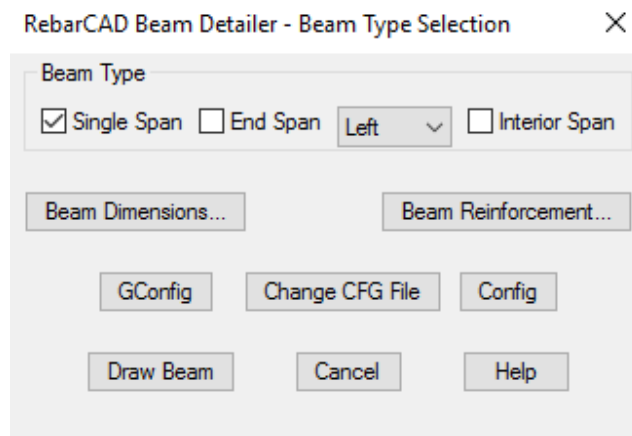 RebarCAD Beam Detailer - Beam Type Selection
Beam Type
Single Span End Span Left Interior Span
Beam Dimensions... Beam Reinforcement...
GConfig Change CFG File Config
Draw Beam Cancel Help